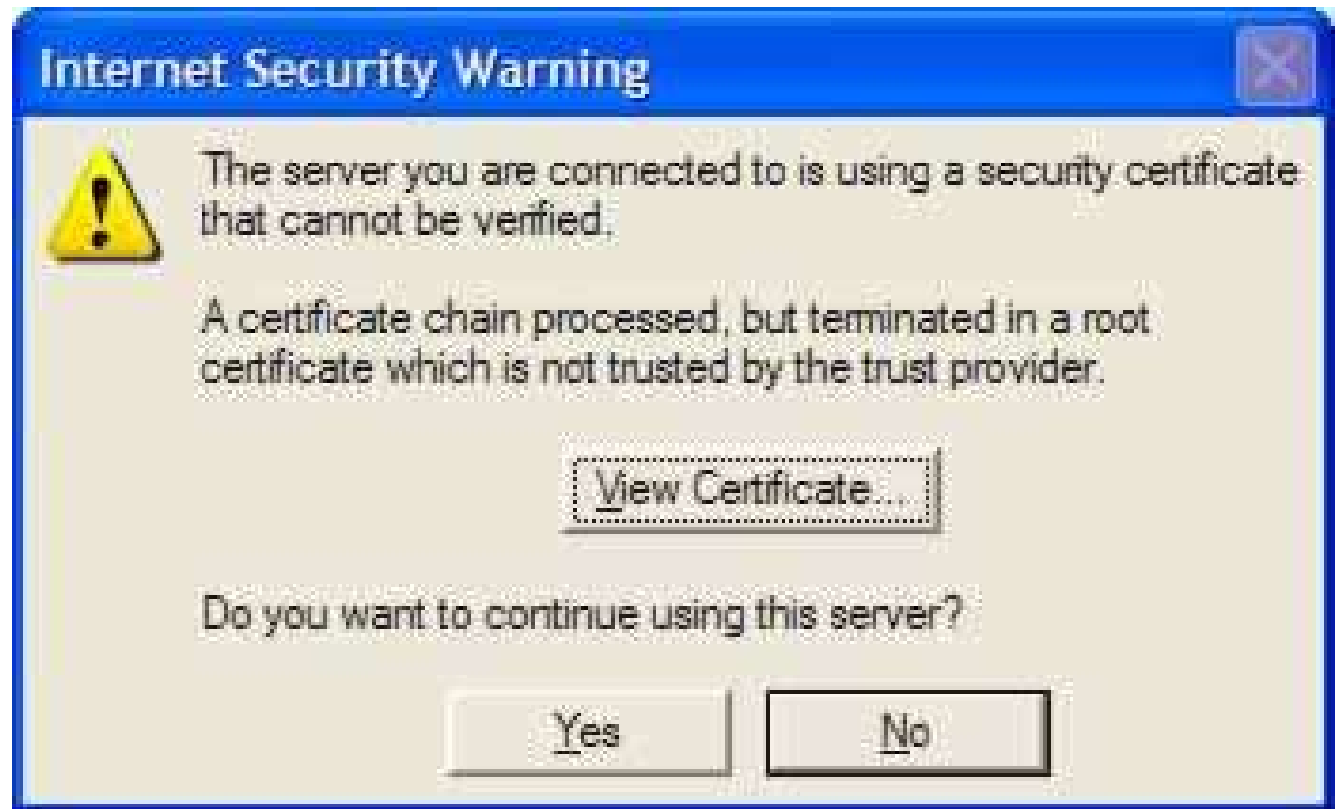 Internet Security Warning
The server you are connected to is using a security certificate
that cannot be verified.
A certificate chain processed, but terminated in a root
certificate which is not trusted by the trust provider.
View Certificate...
Do you want to continue using this server?
Yes No